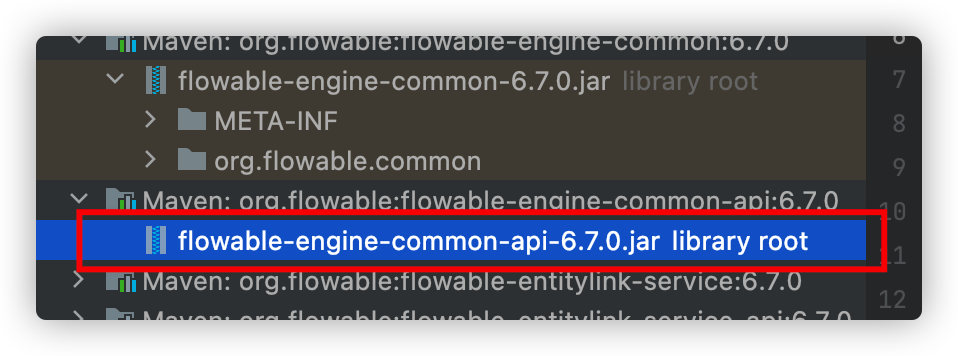 Maven: org.flowable:flowable-engine-common:6.7.0
flowable-engine-common-6.7.0.jar library root
7
META-INF
8
org.flowable.common
9
Maven: org.flowable:flowable-engine-common-api:6.7.0
10
flowable-engine-common-api-6.7.0.jar library root
11
Maven: org.flowable:flowable-entitylink-service:6.7.0
12
Maven: org.flowable:flowable-entitylink-service-api:6.7.0